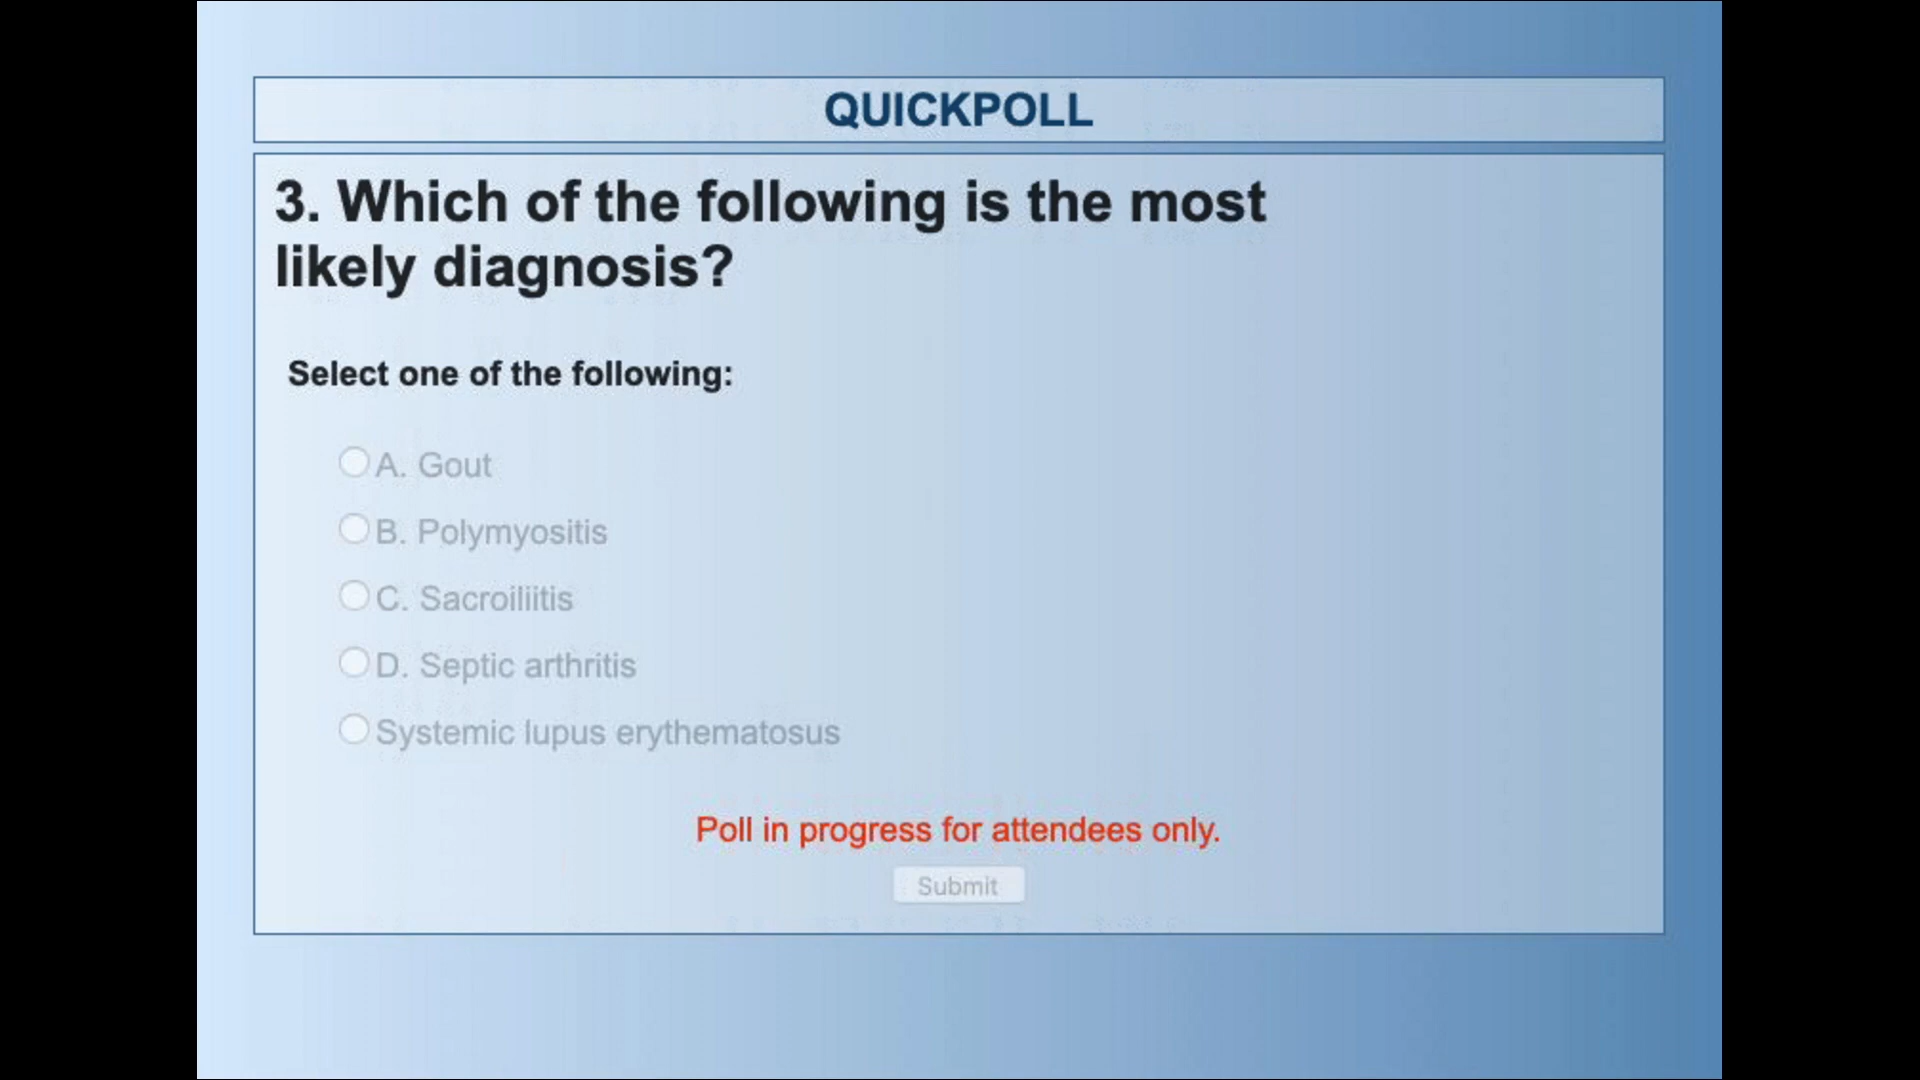 QUICKPOLL
3. Which of the following is the most
likely diagnosis?
Select one of the following:
A. Gout
B. Polymyositis
C. Sacroiliitis
D. Septic arthritis
Systemic lupus erythematosus
Poll in progress for attendees only.
Submit